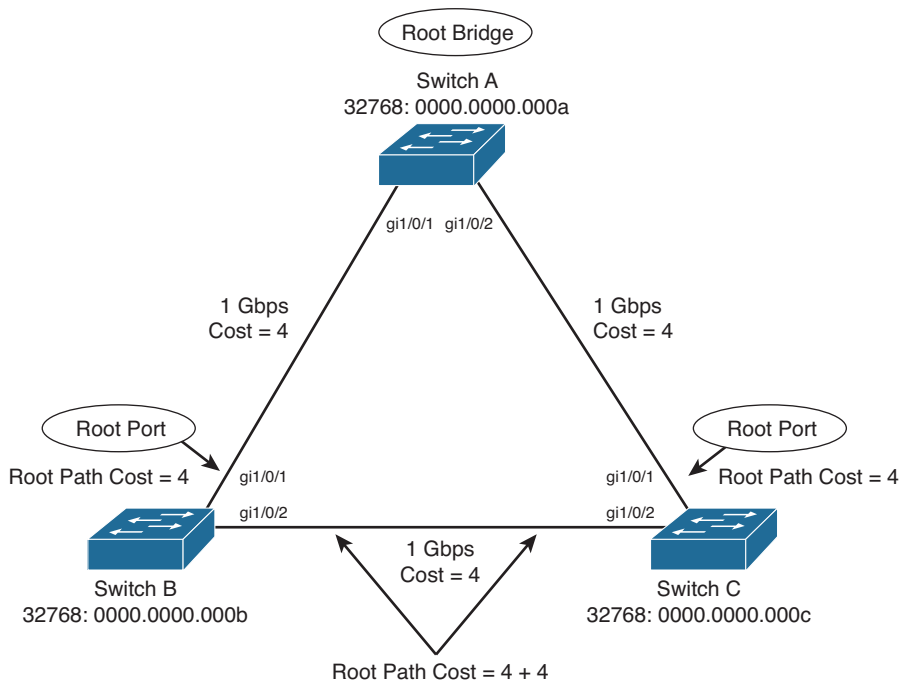 Root Bridge
Switch A
32768: 0000.0000.000a
gi1/0/1 gi1/0/2
1 Gbps
Cost = 4
1 Gbps
Cost = 4
Root Port
Root Path Cost = 4
gi1/0/1
gi1/0/2
Root Port
Root Path Cost = 4
gi1/0/1
gi1/0/2
1 Gbps
Cost = 4
Switch B
32768: 0000.0000.000b
Switch C
32768: 0000.0000.000c
Root Path Cost = 4 + 4